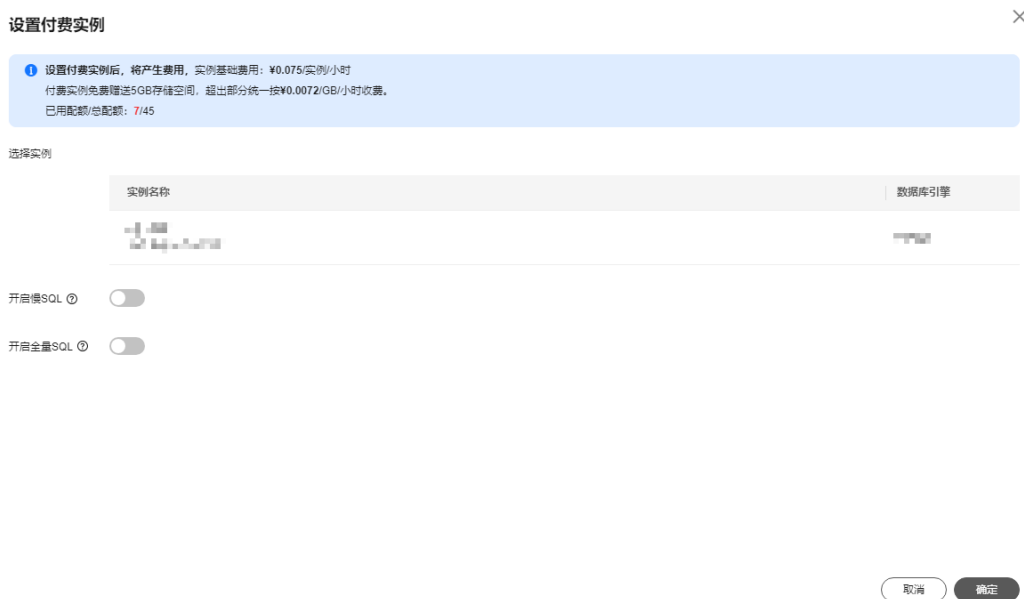 设置付费实例
设置付费实例后，将产生费用，实例基础费用：¥0.075/实例/小时
付费实例免费赠送5GB存储空间，超出部分统一按¥0.0072/GB/小时收费。
已用配额/总配额：7/45
选择实例
实例名称 数据库引擎
开启慢SQL
开启全量SQL
取消 确定